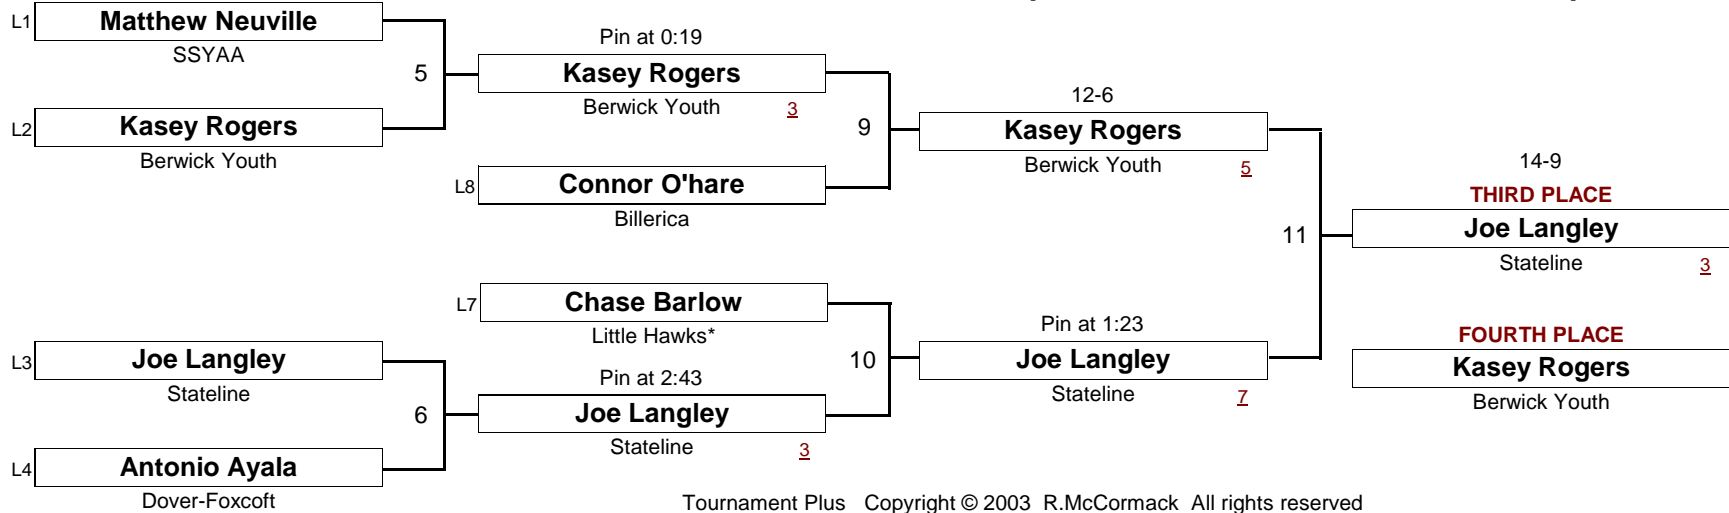 L1 Matthew Neuville
SSYAA
5
L2 Kasey Rogers
Berwick Youth
Pin at 0:19
Kasey Rogers
Berwick Youth 3
9
L8 Connor O'hare
Billerica
12-6
Kasey Rogers
Berwick Youth 5
L7 Chase Barlow
Little Hawks*
L3 Joe Langley
Stateline
6
L4 Antonio Ayala
Dover-Foxcoft
Pin at 2:43
Joe Langley
Stateline 3
10
Pin at 1:23
Joe Langley
Stateline 7
11
14-9
THIRD PLACE
Joe Langley
Stateline 3
FOURTH PLACE
Kasey Rogers
Berwick Youth
Tournament Plus Copyright © 2003 R.McCormack All rights reserved